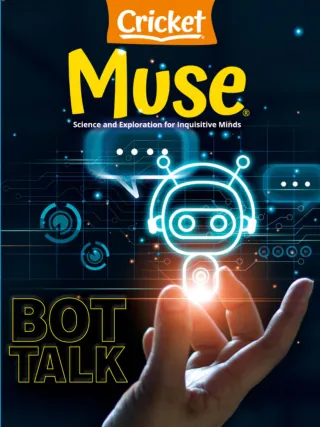 Cricket
Muse®
Science and Exploration for Inquisitive Minds
BOT
TALK